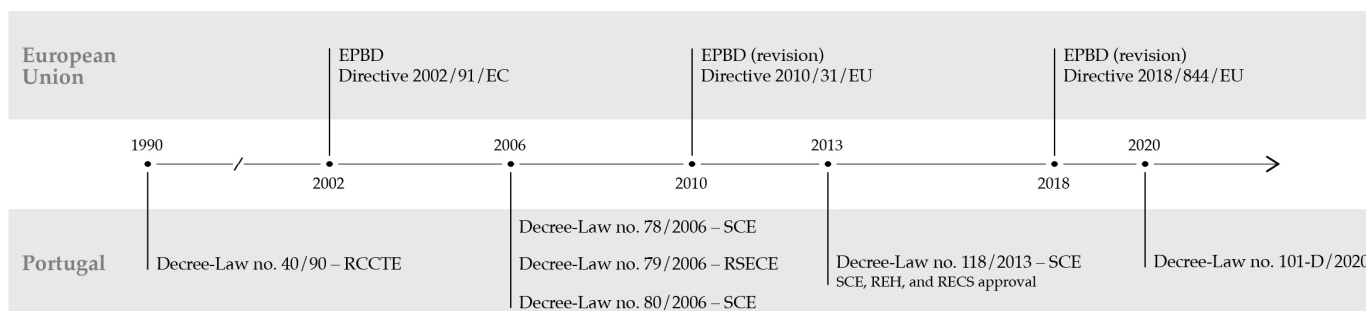 European
Union
EPBD
Directive 2002/91/EC
EPBD (revision)
Directive 2010/31/EU
EPBD (revision)
Directive 2018/844/EU
1990
2006
2013
2020
2002
2010
2018
Portugal
Decree-Law no. 40/90 – RCCTE
Decree-Law no. 78/2006 – SCE
Decree-Law no. 79/2006 – RSECE
Decree-Law no. 80/2006 – SCE
Decree-Law no. 118/2013 – SCE
SCE, REH, and RECS approval
Decree-Law no. 101-D/2020